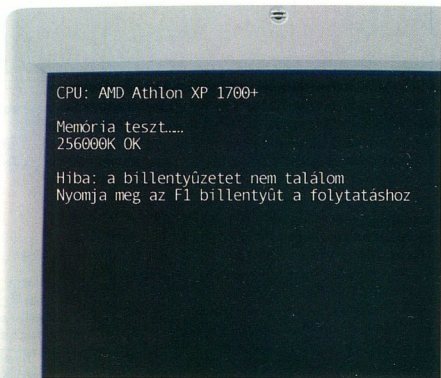 CPU: AMD Athlon XP 1700+
Memória teszt.....
256000K OK
Hiba: a billentyûzetet nem találom
Nyomja meg az F1 billentyût a folytatáshoz